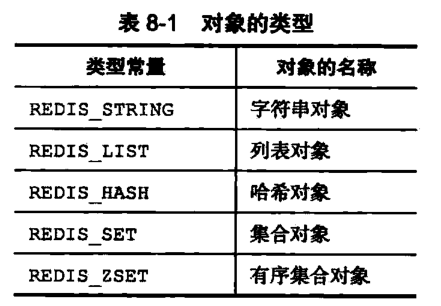 表 8-1 对象的类型
类型常量 对象的名称
REDIS_STRING 字符串对象
REDIS_LIST 列表对象
REDIS_HASH 哈希对象
REDIS_SET 集合对象
REDIS_ZSET 有序集合对象